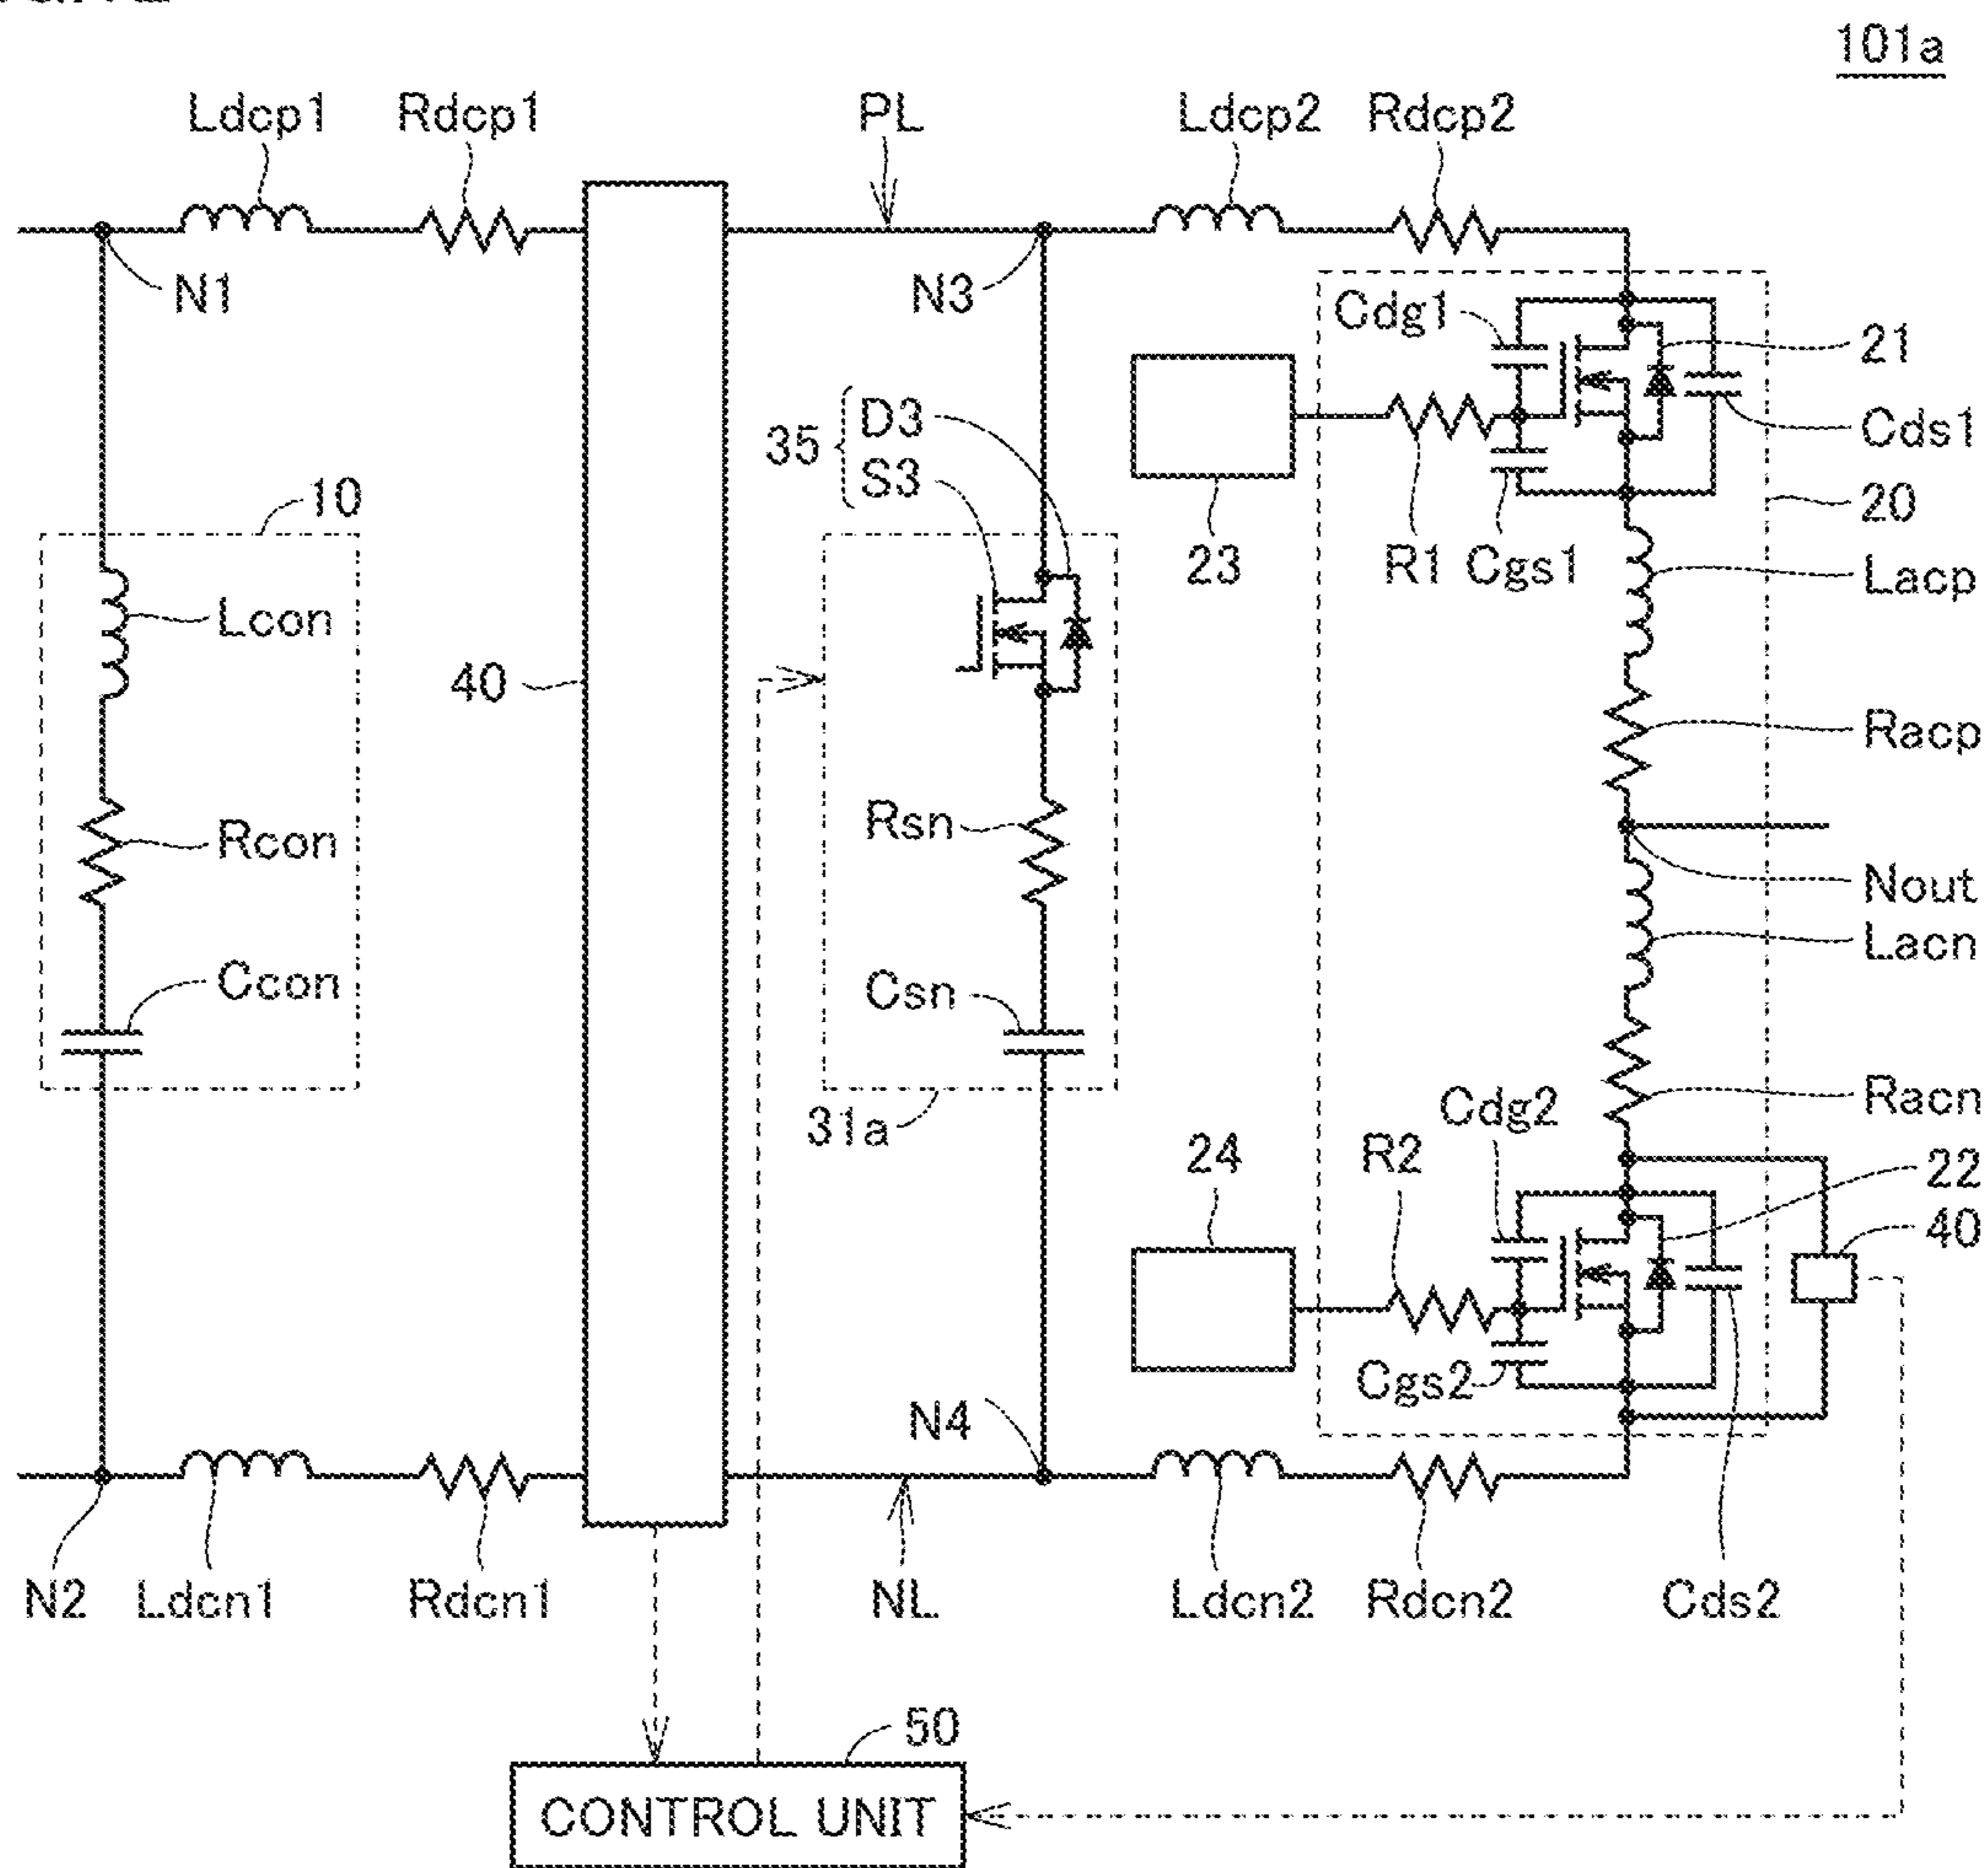 101a
Ldcp1 Rdcp1 PL Ldcp2 Rdcp2
N1 N3 Cdg1
21
35 D3
S3
Cds1
10 23 R1 Cgs1 20
Lcon Lacp
40
Racp
Rsn
Rcon
Nout
Lacn
Ccon Csn
Racn
Cdg2
31a
24 R2 22
40
Cgs2
N4
N2 Ldcn1 Rdcn1 NL Ldcn2 Rdcn2 Cds2
50
CONTROL UNIT